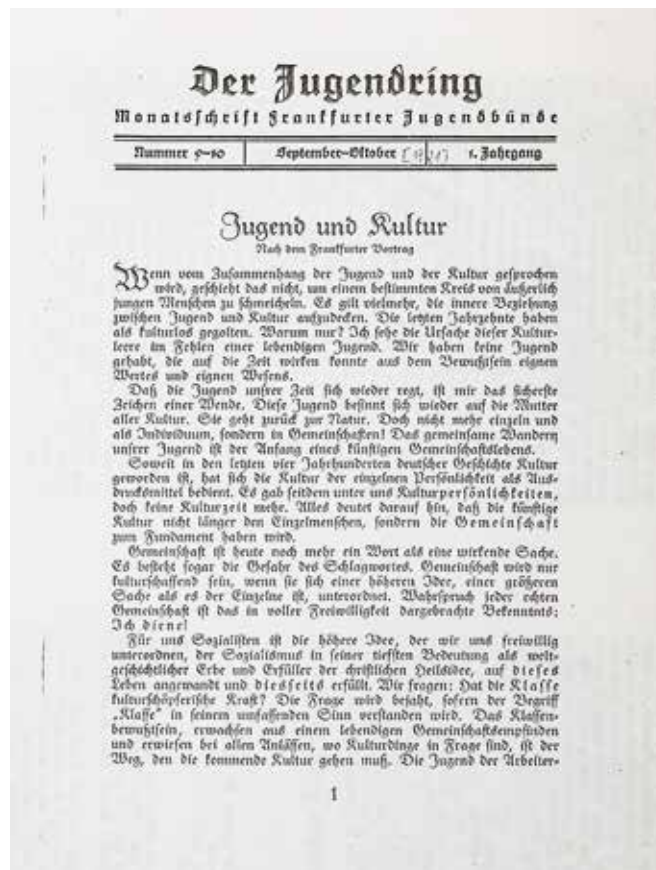 Der Jugendring
Monatsschrift Frankfurter Jugendbünde
Nummer 9–10 September–Oktober 1. Jahrgang
Jugend und Kultur
Nach dem Frankfurter Vortrag
Wenn vom Zusammenhang der Jugend und der Kultur gesprochen
wird, geschieht das nicht, um einem bestimmten Kreis von äußerlich
jungen Menschen zu schmeicheln. Es gilt vielmehr, die innere Beziehung
zwischen Jugend und Kultur aufzudecken. Die letzten Jahrzehnte haben
als kulturlos gegolten. Warum nur? Ich sehe die Ursache dieser Kultur-
leere im Fehlen einer lebendigen Jugend. Wir haben keine Jugend
gehabt, die auf die Zeit wirken konnte aus dem Bewußtsein eignen
Wertes und eignen Wesens.
Daß die Jugend unsrer Zeit sich wieder regt, ist mir das sicherste
Zeichen einer Wende. Diese Jugend besinnt sich wieder auf die Mutter
aller Kultur. Sie geht zurück zur Natur. Doch nicht mehr einzeln und
als Individuum, sondern in Gemeinschaften! Das gemeinsame Wandern
unsrer Jugend ist der Anfang eines künftigen Gemeinschaftslebens.
Soweit in den letzten vier Jahrhunderten deutscher Geschichte Kultur
geworden ist, hat sich die Kultur der einzelnen Persönlichkeit als Aus-
drucksmittel bedient. Es gab seitdem unter uns Kulturpersönlichkeiten,
doch keine Kulturzeit mehr. Alles deutet darauf hin, daß die künftige
Kultur nicht länger den Einzelmenschen, sondern die Gemeinschaft
zum Fundament haben wird.
Gemeinschaft ist heute noch mehr ein Wort als eine wirkende Sache.
Es besteht sogar die Gefahr des Schlagwortes. Gemeinschaft wird nur
kulturschaffend sein, wenn sie sich einer höheren Idee, einer größeren
Sache als es der Einzelne ist, unterordnet. Wahrspruch jeder echten
Gemeinschaft ist das in voller Freiwilligkeit dargebrachte Bekenntnis:
Ich diene!
Für uns Sozialisten ist die höhere Idee, der wir uns freiwillig
unterordnen, der Sozialismus in seiner tiefsten Bedeutung als welt-
geschichtlicher Erbe und Erfüller der christlichen Heilsidee, auf dieses
Leben angewandt und diesseits erfüllt. Wir fragen: Hat die Klasse
kulturschöpferische Kraft? Die Frage wird bejaht, sofern der Begriff
„Klasse" in seinem umfassenden Sinn verstanden wird. Das Klassen-
bewußtsein, erwachsen aus einem lebendigen Gemeinschaftsempfinden
und erwiesen bei allen Anlässen, wo Kulturdinge in Frage sind, ist der
Weg, den die kommende Kultur gehen muß. Die Jugend der Arbeiter-
1